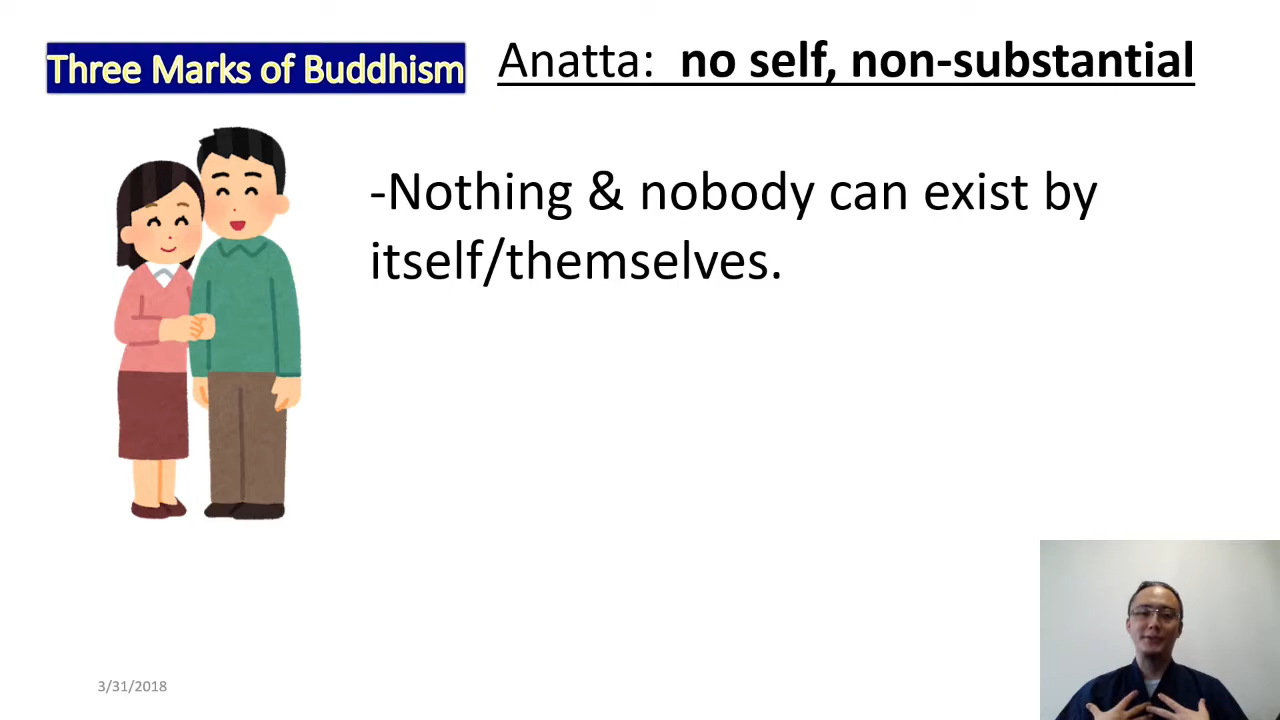 Three Marks of Buddhism
Anatta: no self, non-substantial
-Nothing & nobody can exist by
itself/themselves.
3/31/2018